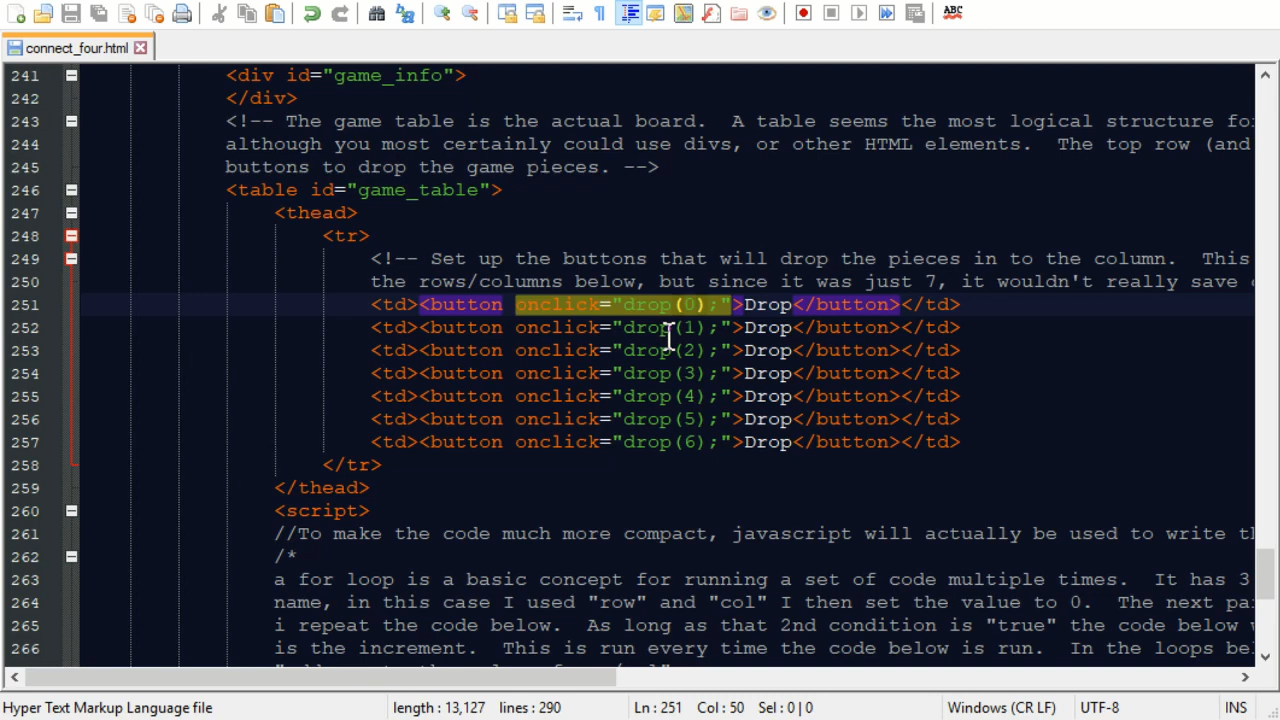 ABC
connect_four.html
241 <div id="game_info">
242 </div>
243 <!-- The game table is the actual board.  A table seems the most logical structure
244 although you most certainly could use divs, or other HTML elements.  The top row (and
245 buttons to drop the game pieces. -->
246 <table id="game_table">
247 <thead>
248 <tr>
249 <!-- Set up the buttons that will drop the pieces in to the column.  This
250 the rows/columns below, but since it was just 7, it wouldn't really save
251 <td><button onclick="drop(0);">Drop</button></td>
252 <td><button onclick="drop(1);">Drop</button></td>
253 <td><button onclick="drop(2);">Drop</button></td>
254 <td><button onclick="drop(3);">Drop</button></td>
255 <td><button onclick="drop(4);">Drop</button></td>
256 <td><button onclick="drop(5);">Drop</button></td>
257 <td><button onclick="drop(6);">Drop</button></td>
258 </tr>
259 </thead>
260 <script>
261 //To make the code much more compact, javascript will actually be used to write
262 /*
263 a for loop is a basic concept for running a set of code multiple times.  It has 3
264 name, in this case I used "row" and "col" I then set the value to 0.  The next
265 i repeat the code below.  As long as that 2nd condition is "true" the code below
266 is the increment.  This is run every time the code below is run.  In the loops
Hyper Text Markup Language file length : 13,127 lines : 290 Ln : 251 Col : 50 Sel : 0 | 0 Windows (CR LF) UTF-8 INS